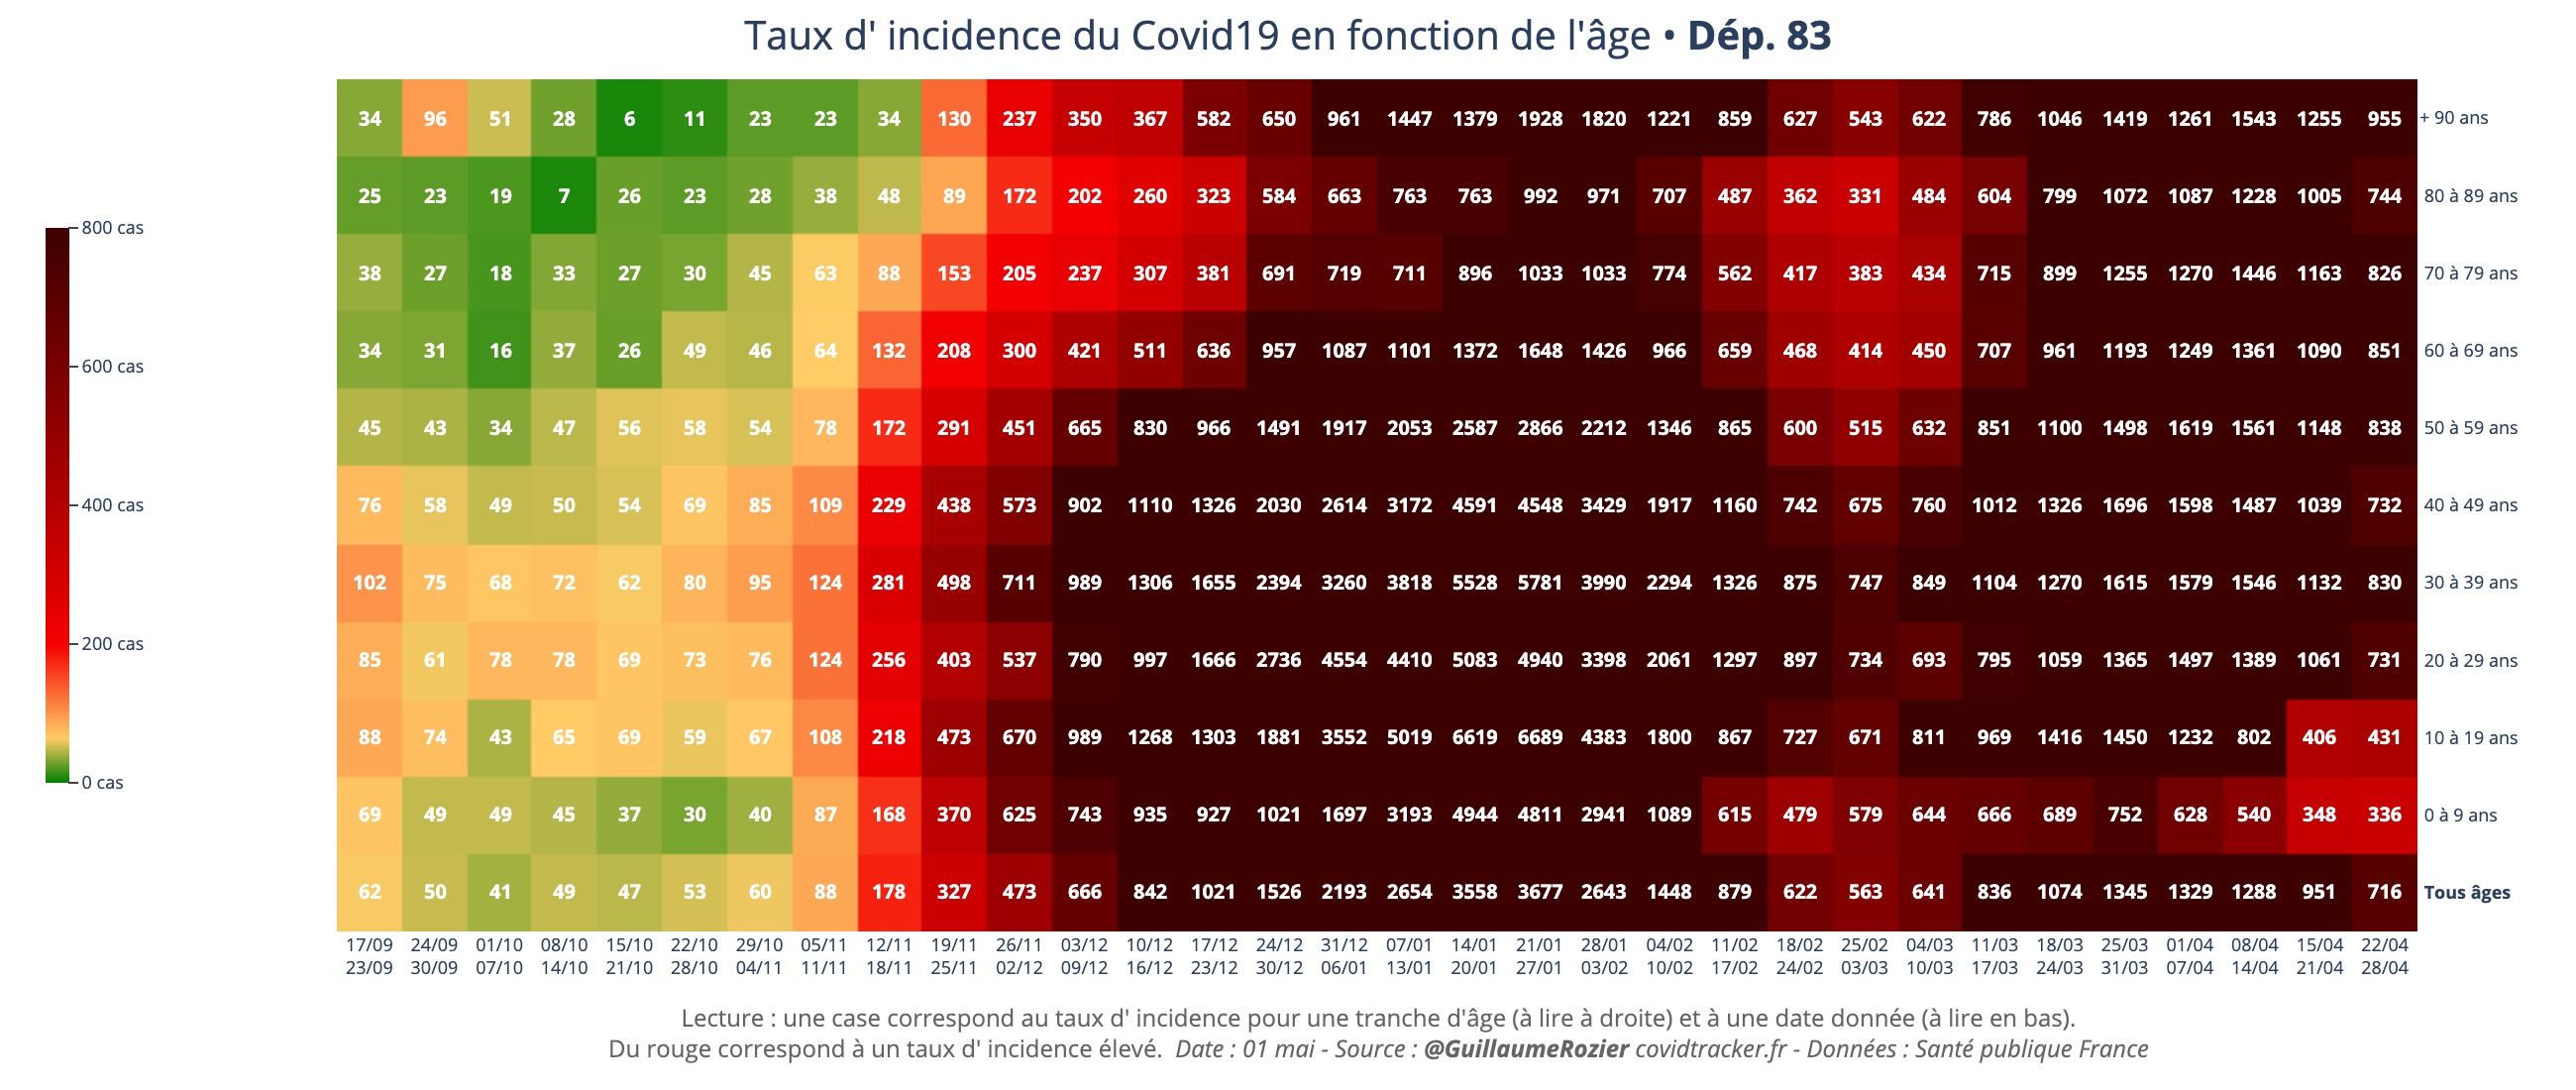 Taux d' incidence du Covid19 en fonction de l'âge • Dép. 83
34 96 51 28 6 11 23 23 34 130 237 350 367 582 650 961 1447 1379 1928 1820 1221 859 627 543 622 786 1046 1419 1261 1543 1255 955 + 90 ans
25 23 19 7 26 23 28 38 48 89 172 202 260 323 584 663 763 763 992 971 707 487 362 331 484 604 799 1072 1087 1228 1005 744 80 à 89 ans
800 cas
38 27 18 33 27 30 45 63 88 153 205 237 307 381 691 719 711 896 1033 1033 774 562 417 383 434 715 899 1255 1270 1446 1163 826 70 à 79 ans
34 31 16 37 26 49 46 64 132 208 300 421 511 636 957 1087 1101 1372 1648 1426 966 659 468 414 450 707 961 1193 1249 1361 1090 851 60 à 69 ans
600 cas
45 43 34 47 56 58 54 78 172 291 451 665 830 966 1491 1917 2053 2587 2866 2212 1346 865 600 515 632 851 1100 1498 1619 1561 1148 838 50 à 59 ans
400 cas
76 58 49 50 54 69 85 109 229 438 573 902 1110 1326 2030 2614 3172 4591 4548 3429 1917 1160 742 675 760 1012 1326 1696 1598 1487 1039 732 40 à 49 ans
102 75 68 72 62 80 95 124 281 498 711 989 1306 1655 2394 3260 3818 5528 5781 3990 2294 1326 875 747 849 1104 1270 1615 1579 1546 1132 830 30 à 39 ans
200 cas
85 61 78 78 69 73 76 124 256 403 537 790 997 1666 2736 4554 4410 5083 4940 3398 2061 1297 897 734 693 795 1059 1365 1497 1389 1061 731 20 à 29 ans
88 74 43 65 69 59 67 108 218 473 670 989 1268 1303 1881 3552 5019 6619 6689 4383 1800 867 727 671 811 969 1416 1450 1232 802 406 431 10 à 19 ans
0 cas
69 49 49 45 37 30 40 87 168 370 625 743 935 927 1021 1697 3193 4944 4811 2941 1089 615 479 579 644 666 689 752 628 540 348 336 0 à 9 ans
62 50 41 49 47 53 60 88 178 327 473 666 842 1021 1526 2193 2654 3558 3677 2643 1448 879 622 563 641 836 1074 1345 1329 1288 951 716 Tous âges
17/09 24/09 01/10 08/10 15/10 22/10 29/10 05/11 12/11 19/11 26/11 03/12 10/12 17/12 24/12 31/12 07/01 14/01 21/01 28/01 04/02 11/02 18/02 25/02 04/03 11/03 18/03 25/03 01/04 08/04 15/04 22/04
23/09 30/09 07/10 14/10 21/10 28/10 04/11 11/11 18/11 25/11 02/12 09/12 16/12 23/12 30/12 06/01 13/01 20/01 27/01 03/02 10/02 17/02 24/02 03/03 10/03 17/03 24/03 31/03 07/04 14/04 21/04 28/04
Lecture : une case correspond au taux d' incidence pour une tranche d'âge (à lire à droite) et à une date donnée (à lire en bas).
Du rouge correspond à un taux d' incidence élevé. Date : 01 mai - Source : @GuillaumeRozier covidtracker.fr - Données : Santé publique France